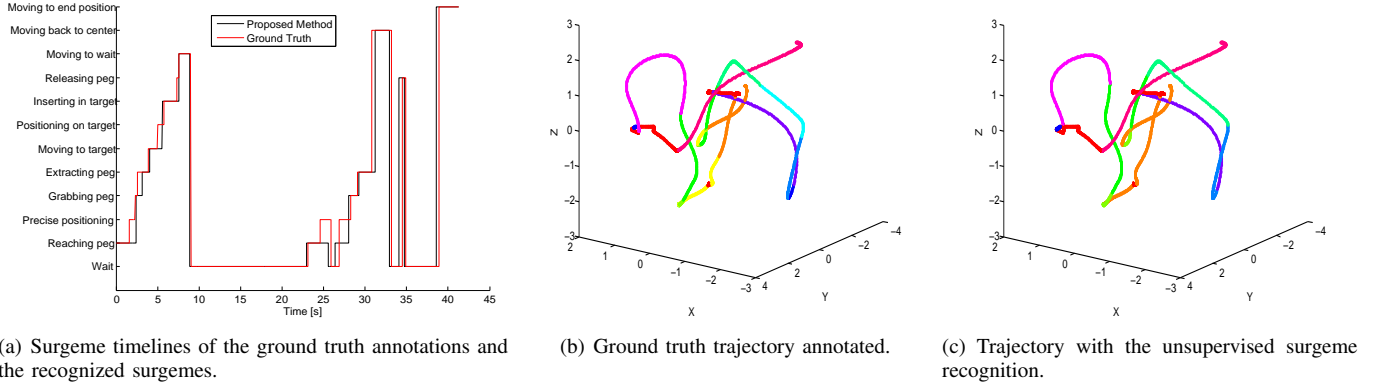 Moving to end position
Moving back to center
Moving to wait
Releasing peg
Inserting in target
Positioning on target
Moving to target
Extracting peg
Grabbing peg
Precise positioning
Reaching peg
Wait
Proposed Method
Ground Truth
0 5 10 15 20 25 30 35 40 45
Time [s]
3
2
1
0
−1
−2
−3
Z
2 1 0 −1 −2 −3
X
4 2 0 −2 −4
Y
3
2
1
0
−1
−2
−3
Z
2 1 0 −1 −2 −3
X
4 2 0 −2 −4
Y
(a) Surgeme timelines of the ground truth annotations and
the recognized surgemes.
(b) Ground truth trajectory annotated.
(c) Trajectory with the unsupervised surgeme
recognition.